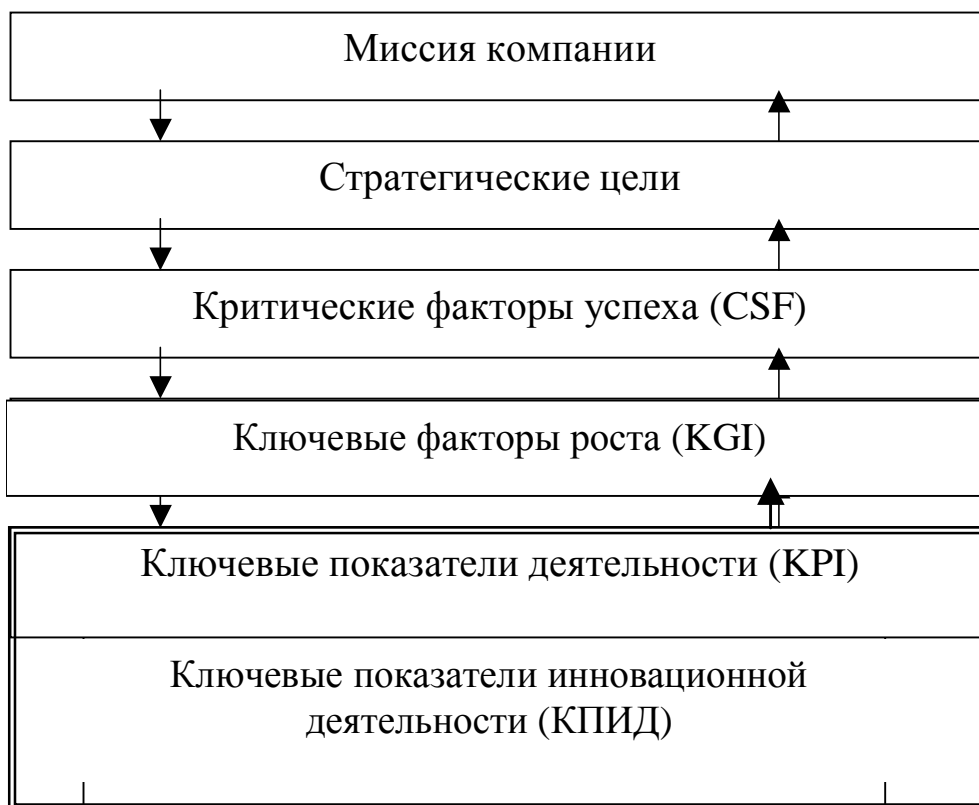 Миссия компании
Стратегические цели
Критические факторы успеха (CSF)
Ключевые факторы роста (KGI)
Ключевые показатели деятельности (KPI)
Ключевые показатели инновационной
деятельности (КПИД)